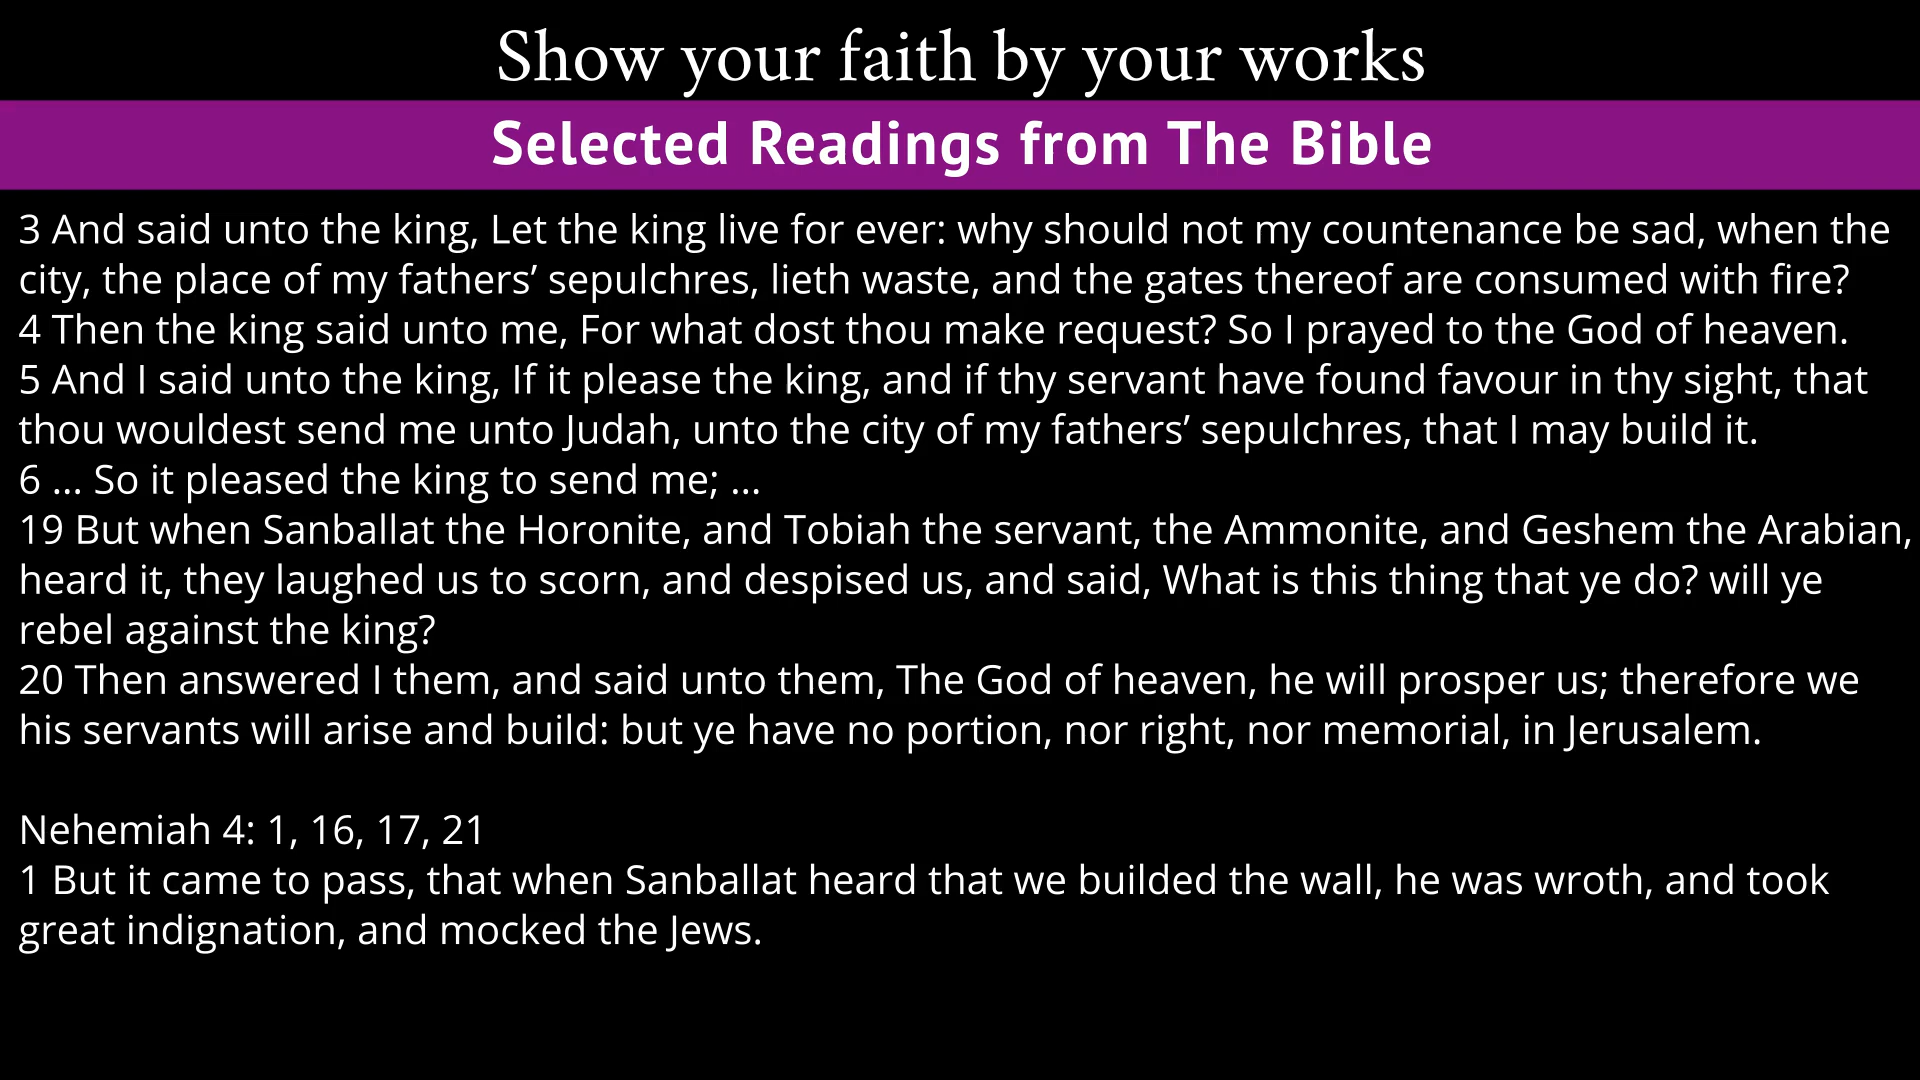 Show your faith by your works
Selected Readings from The Bible
3 And said unto the king, Let the king live for ever: why should not my countenance be sad, when the
city, the place of my fathers’ sepulchres, lieth waste, and the gates thereof are consumed with fire?
4 Then the king said unto me, For what dost thou make request? So I prayed to the God of heaven.
5 And I said unto the king, If it please the king, and if thy servant have found favour in thy sight, that
thou wouldest send me unto Judah, unto the city of my fathers’ sepulchres, that I may build it.
6 ... So it pleased the king to send me; ...
19 But when Sanballat the Horonite, and Tobiah the servant, the Ammonite, and Geshem the Arabian,
heard it, they laughed us to scorn, and despised us, and said, What is this thing that ye do? will ye
rebel against the king?
20 Then answered I them, and said unto them, The God of heaven, he will prosper us; therefore we
his servants will arise and build: but ye have no portion, nor right, nor memorial, in Jerusalem.
Nehemiah 4: 1, 16, 17, 21
1 But it came to pass, that when Sanballat heard that we builded the wall, he was wroth, and took
great indignation, and mocked the Jews.